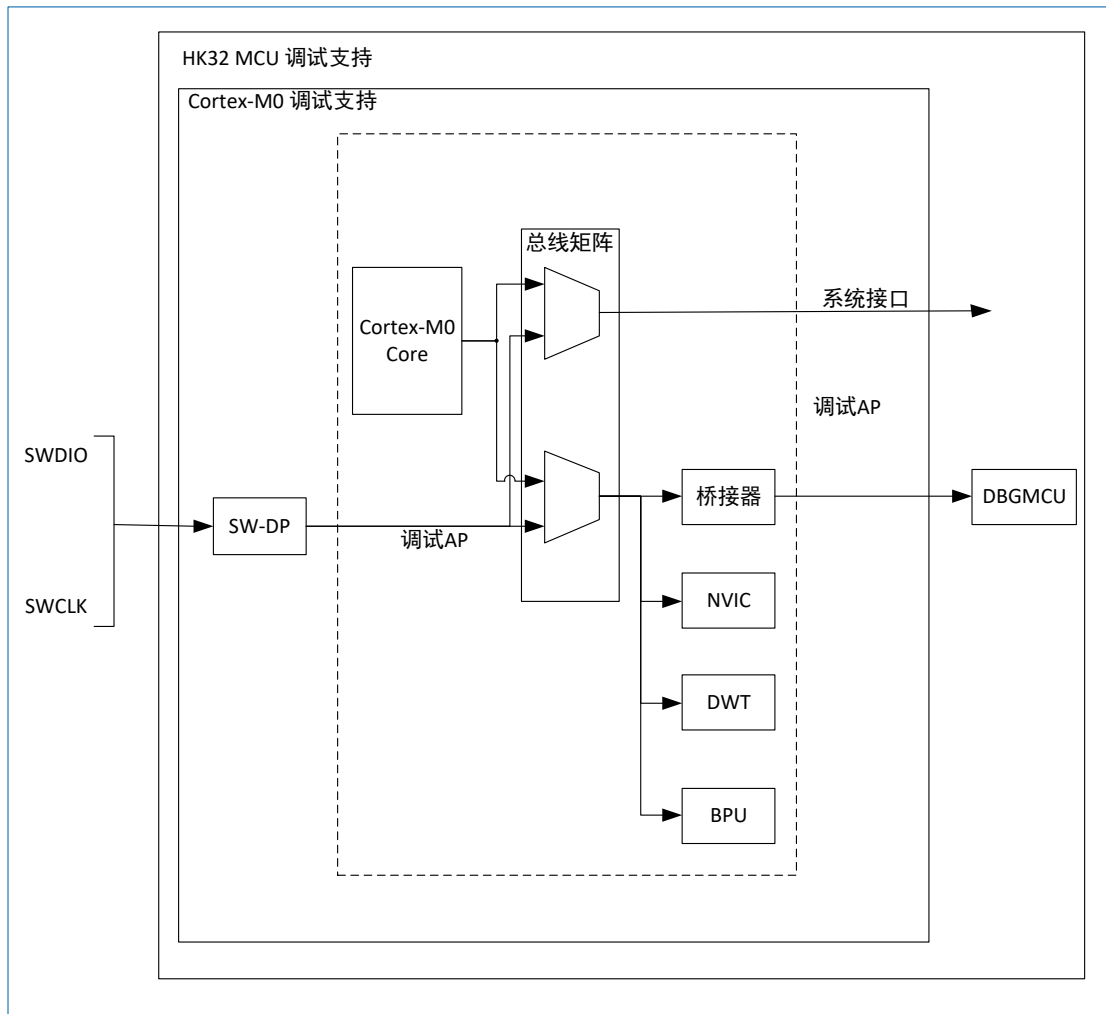 HK32 MCU 调试支持
Cortex-M0 调试支持
总线矩阵
Cortex-M0
Core
系统接口
调试AP
SWDIO
SWCLK
SW-DP
调试AP
桥接器
DBGMCU
NVIC
DWT
BPU